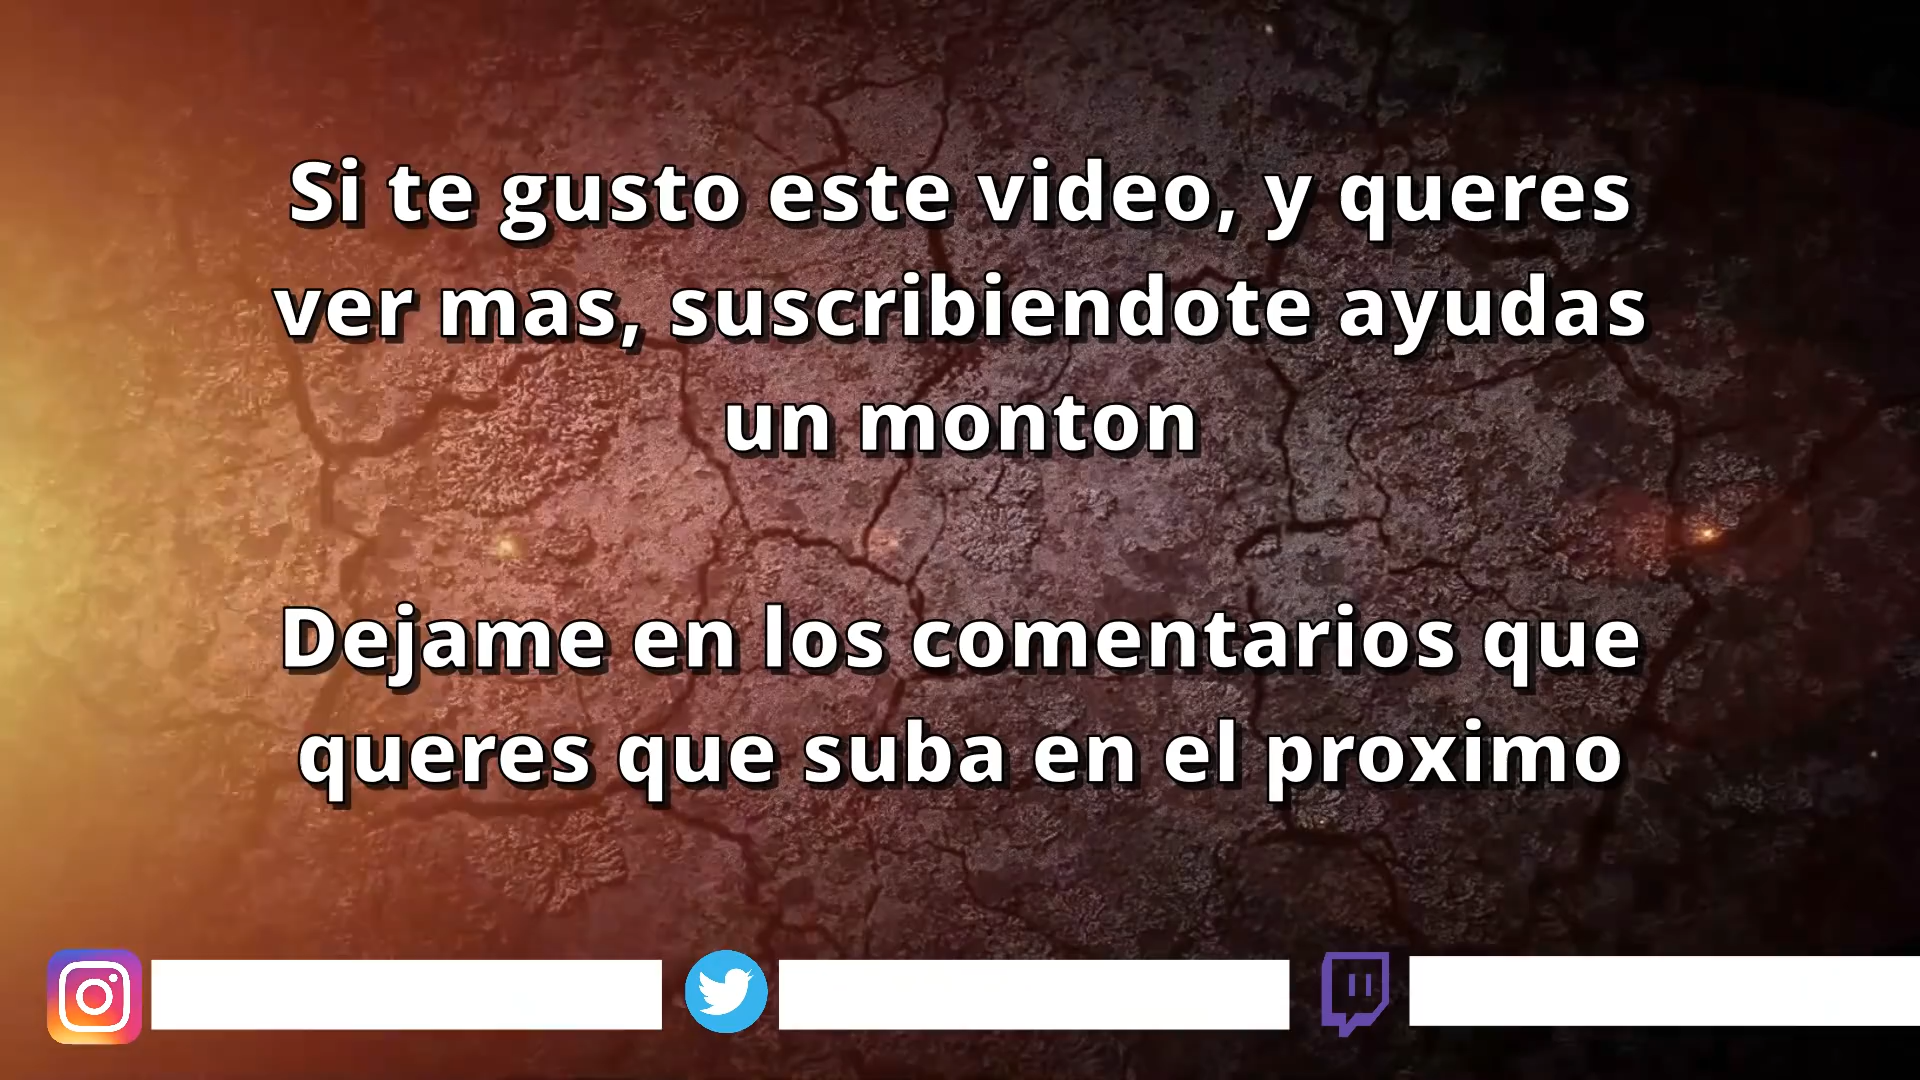 Si te gusto este video, y queres
ver mas, suscribiendote ayudas
un monton
Dejame en los comentarios que
queres que suba en el proximo